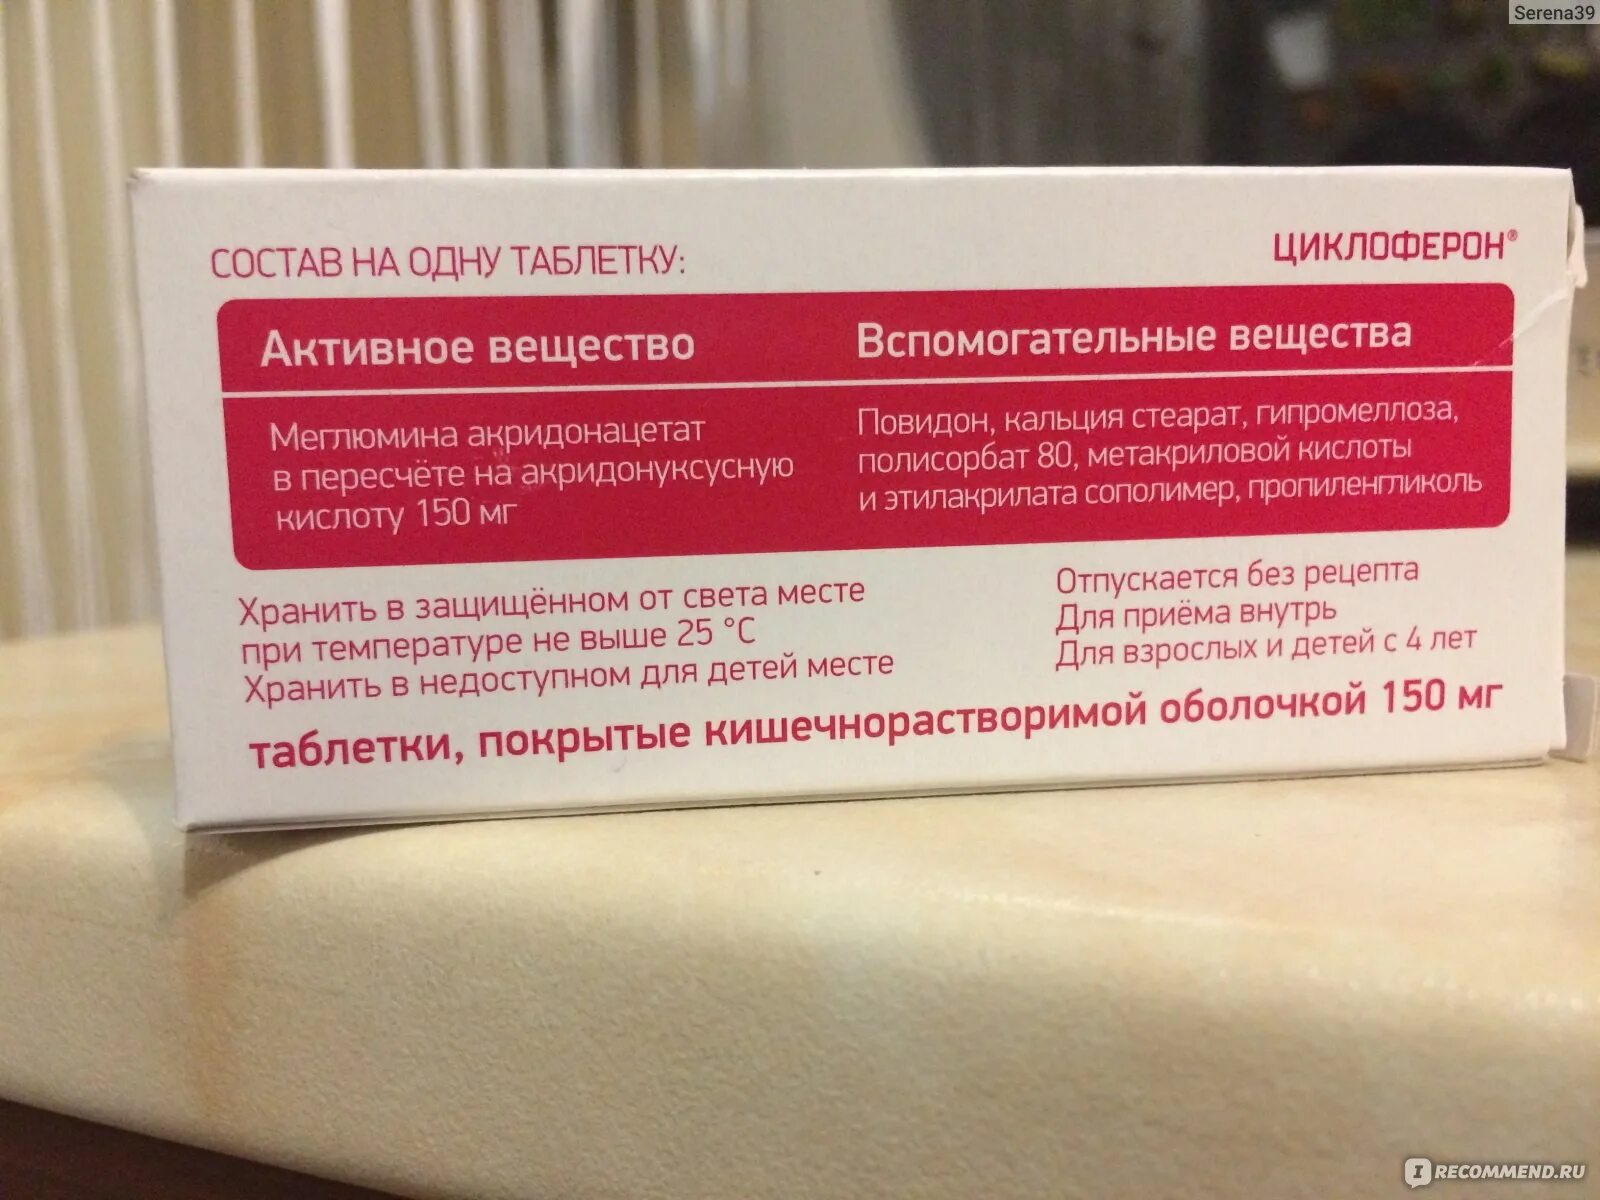 Serena39
СОСТАВ НА ОДНУ ТАБЛЕТКУ:
ЦИКЛОФЕРОН®
Активное вещество
Меглюмина акридонацетат
в пересчёте на акридонуксусную
кислоту 150 мг
Вспомогательные вещества
Повидон, кальция стеарат, гипромеллоза,
полисорбат 80, метакриловой кислоты
и этилакрилата сополимер, пропиленгликоль
Хранить в защищённом от света месте
при температуре не выше 25 °С
Хранить в недоступном для детей месте
Отпускается без рецепта
Для приёма внутрь
Для взрослых и детей с 4 лет
таблетки, покрытые кишечнорастворимой оболочкой 150 мг
IRECOMMEND.RU